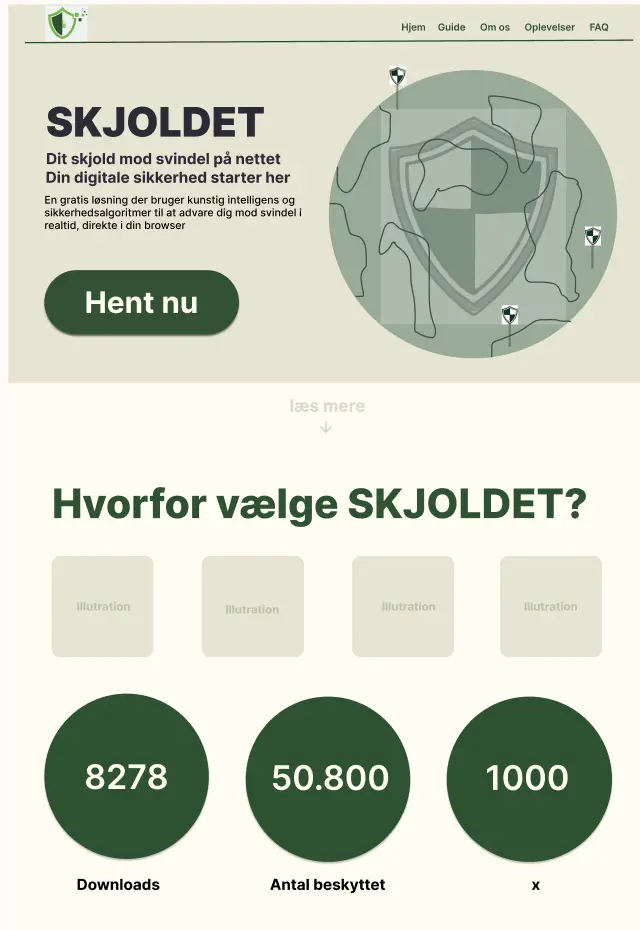 Hjem Guide Om os Oplevelser FAQ
SKJOLDET
Dit skjold mod svindel på nettet
Din digitale sikkerhed starter her
En gratis løsning der bruger kunstig intelligens og
sikkerhedsalgoritmer til at advare dig mod svindel i
realtid, direkte i din browser
Hent nu
læs mere
↓
Hvorfor vælge SKJOLDET?
Illutration Illutration Illutration Illutration
8278 50.800 1000
Downloads Antal beskyttet x